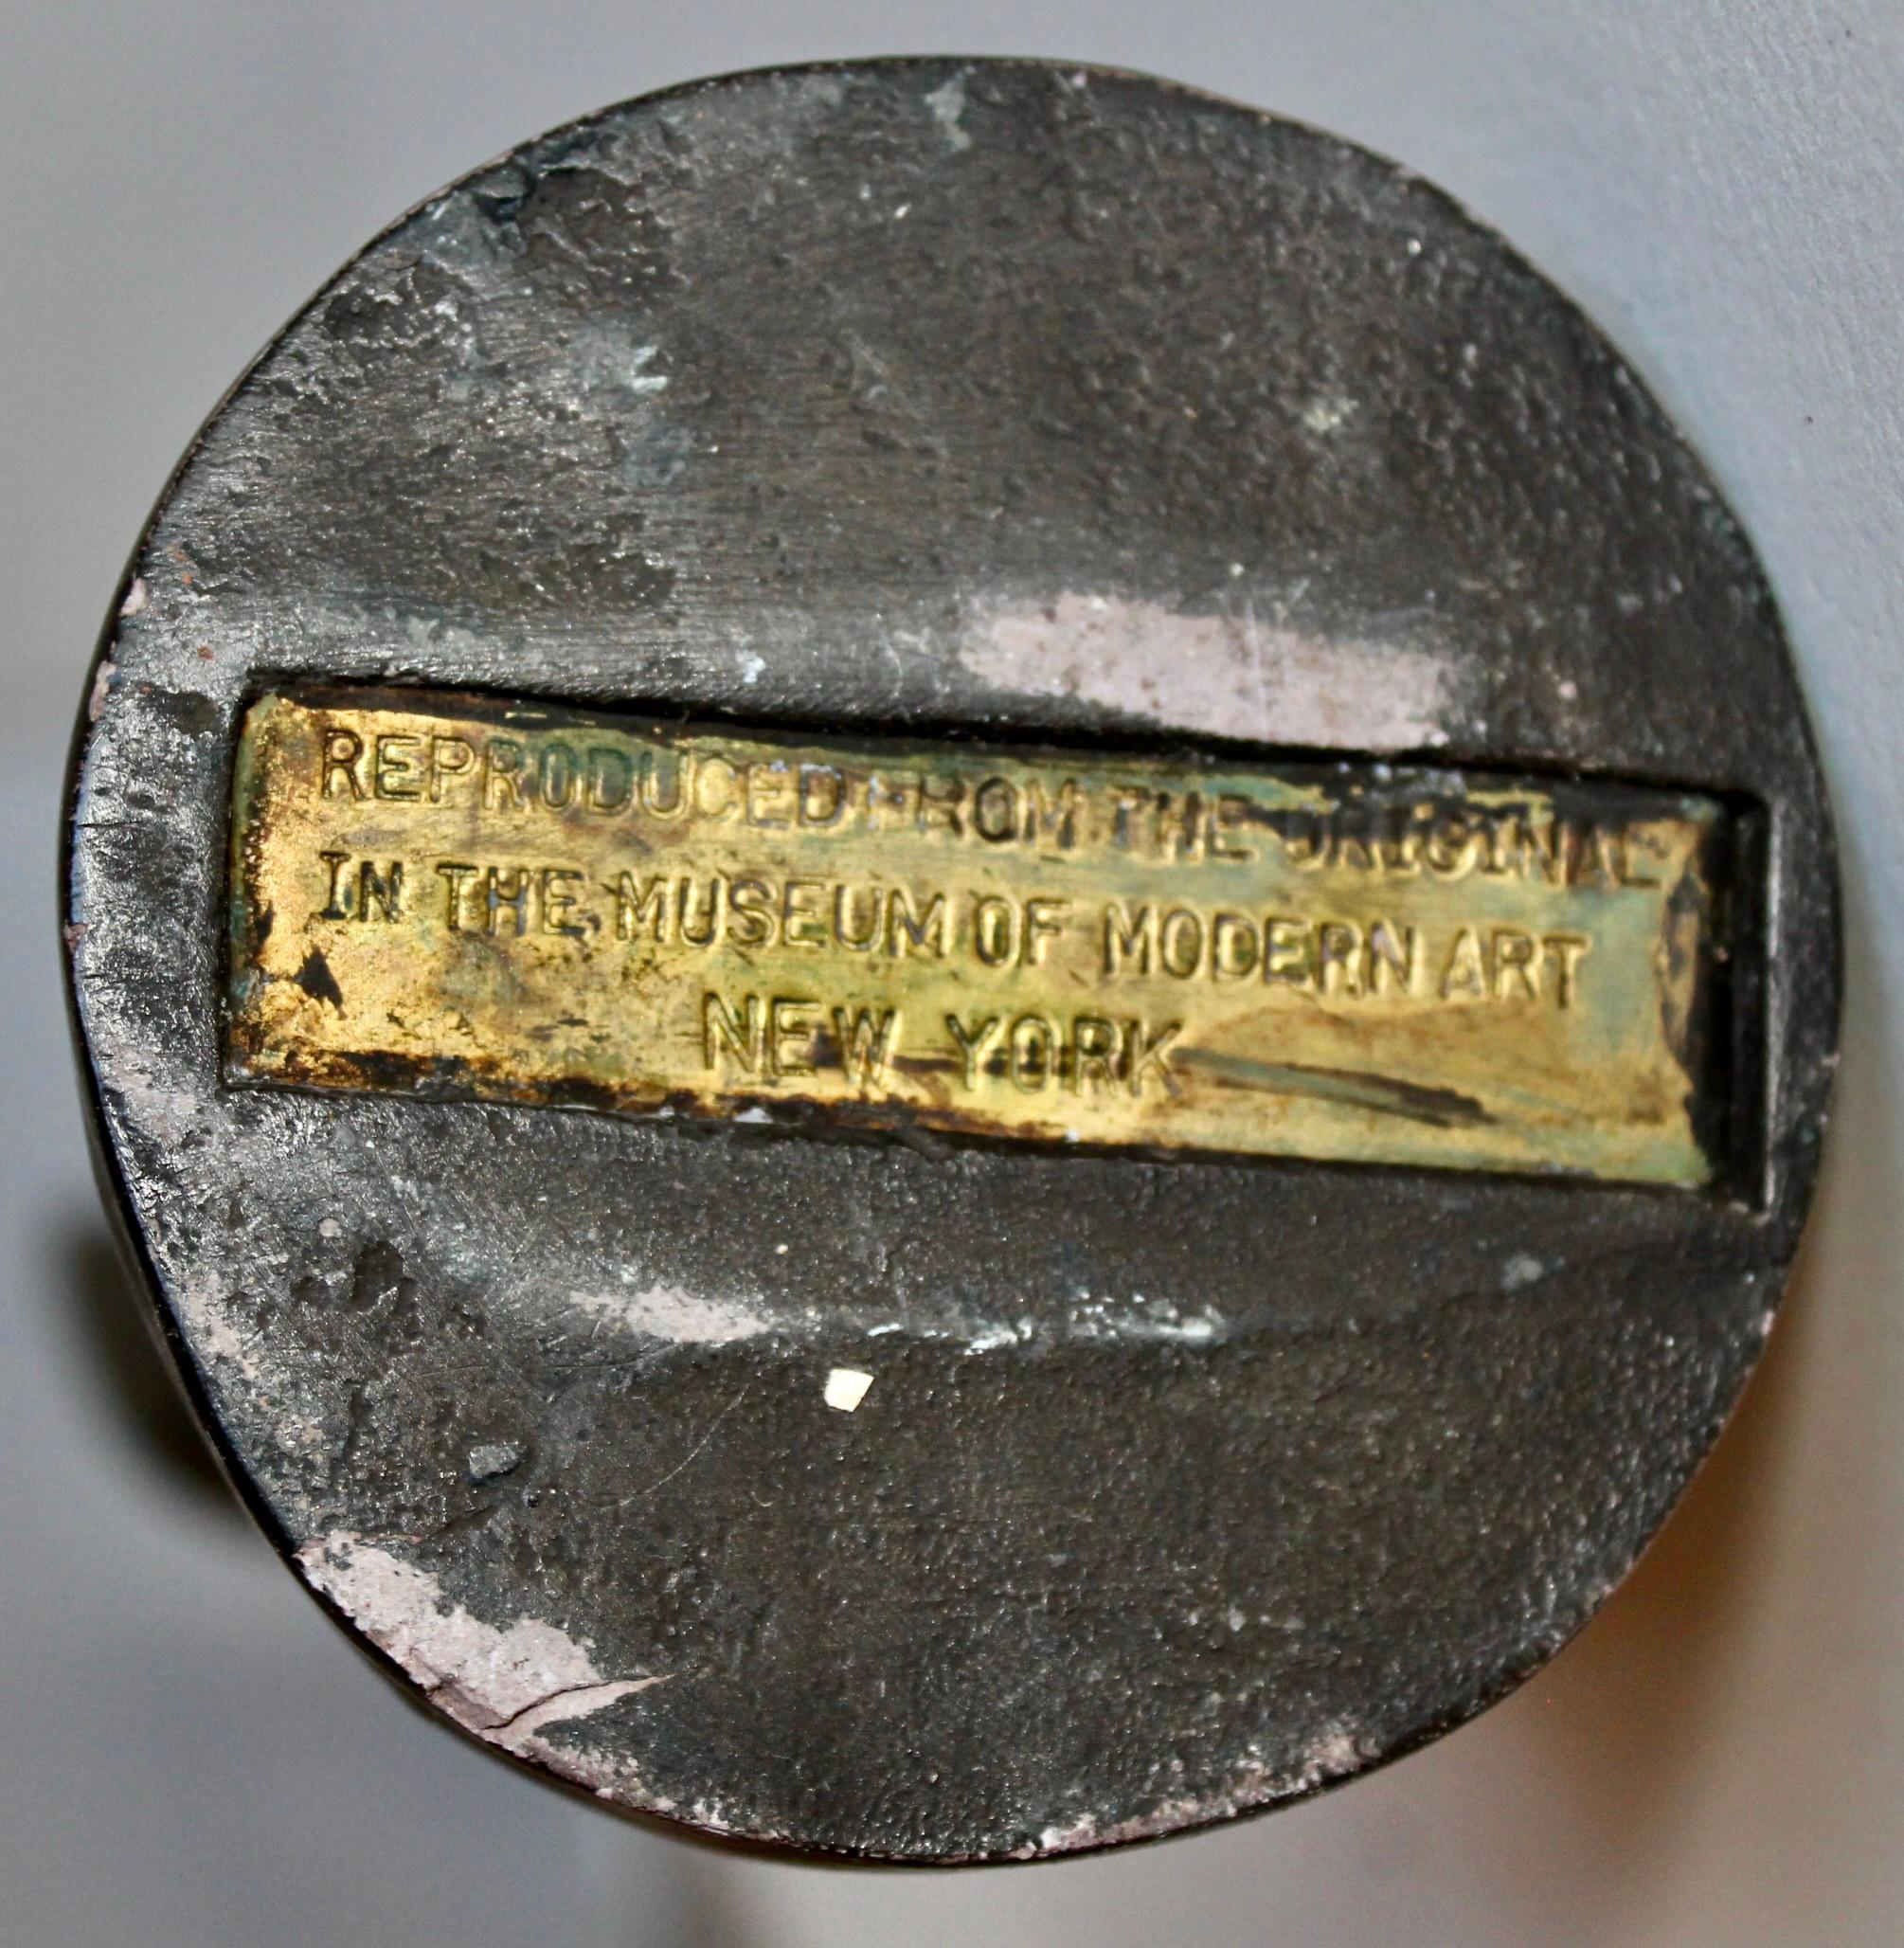 REPRODUCED FROM THE ORIGINAL
IN THE MUSEUM OF MODERN ART
NEW YORK